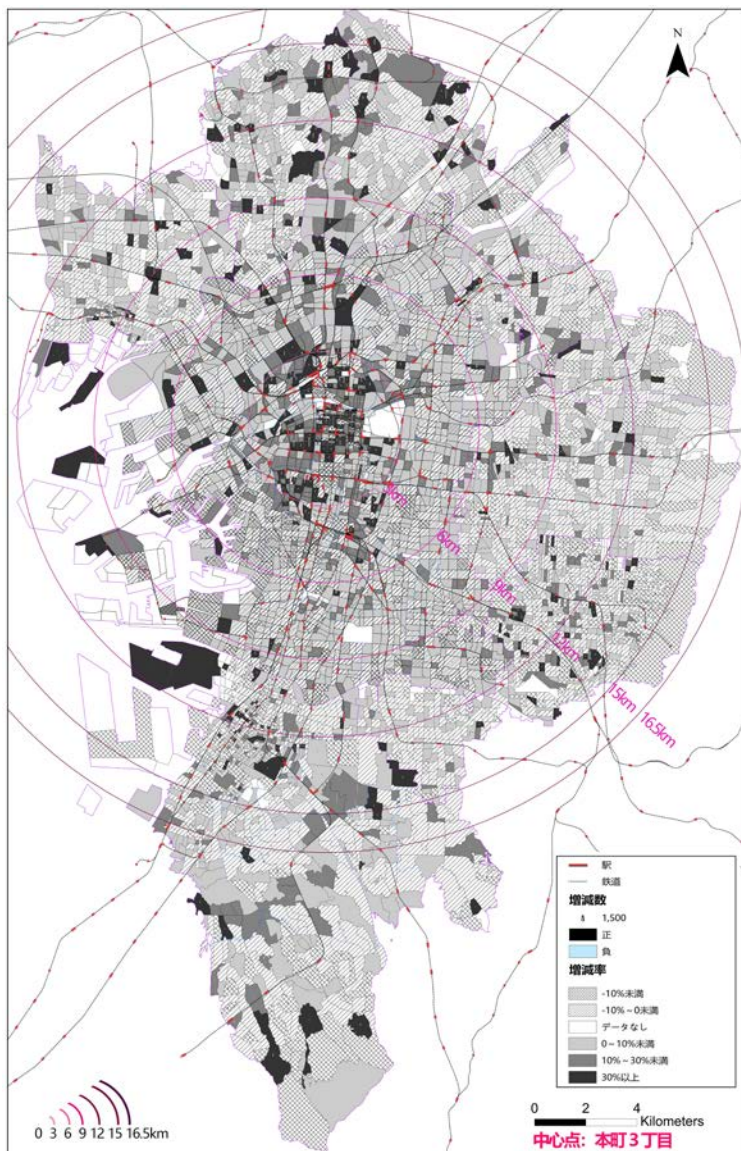 N
3km
6km
9km
12km
15km
16.5km
駅
鉄道
増減数
1,500
正
負
増減率
-10%未満
-10%~0未満
データなし
0~10%未満
10%~30%未満
30%以上
0 3 6 9 12 15 16.5km
0 2 4
Kilometers
中心点: 本町3丁目